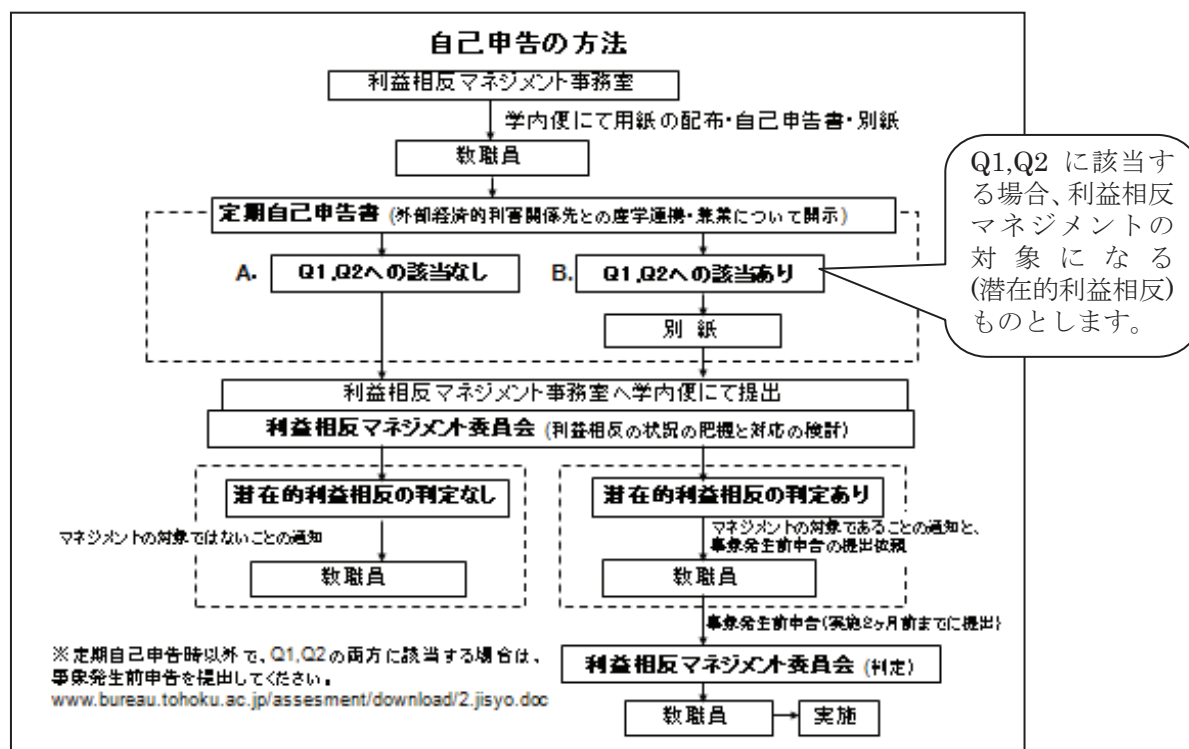 自己申告の方法
利益相反マネジメント事務室
学内便にて用紙の配布・自己申告書・別紙
教職員
定期自己申告書 (外部経済的利害関係先との産学連携・兼業について開示)
A. Q1,Q2への該当なし
B. Q1,Q2への該当あり
別 紙
Q1,Q2 に該当す
る場合、利益相反
マネジメントの
対象になる
(潜在的利益相反)
ものとします。
利益相反マネジメント事務室へ学内便にて提出
利益相反マネジメント委員会 (利益相反の状況の把握と対応の検討)
潜在的利益相反の判定なし
マネジメントの対象ではないことの通知
教職員
潜在的利益相反の判定あり
マネジメントの対象であることの通知と、
事象発生前申告の提出依頼
教職員
事象発生前申告(実施2ヶ月前までに提出)
利益相反マネジメント委員会 (判定)
教職員
実施
※定期自己申告時以外で、Q1,Q2の両方に該当する場合は、
事象発生前申告を提出してください。
www.bureau.tohoku.ac.jp/assesment/download/2.jisyo.doc